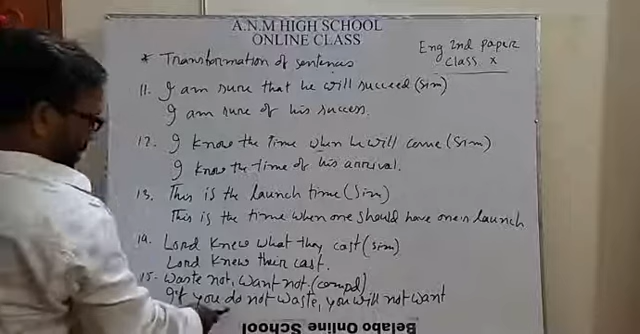 A.N.M HIGH SCHOOL
ONLINE CLASS
Eng 2nd paper
Class X
* Transformation of sentences
11. I am sure that he will succeed (Sim)
I am sure of his success.
12. I know the time when he will come (Sim)
I know the time of his arrival.
13. This is the launch time (Sim)
This is the time when one should have one's launch
14. Lord knew what they cast (Sim)
Lord knew their cast.
15. Waste not, want not. (compd)
If you do not waste, you will not want
Belabo Online School